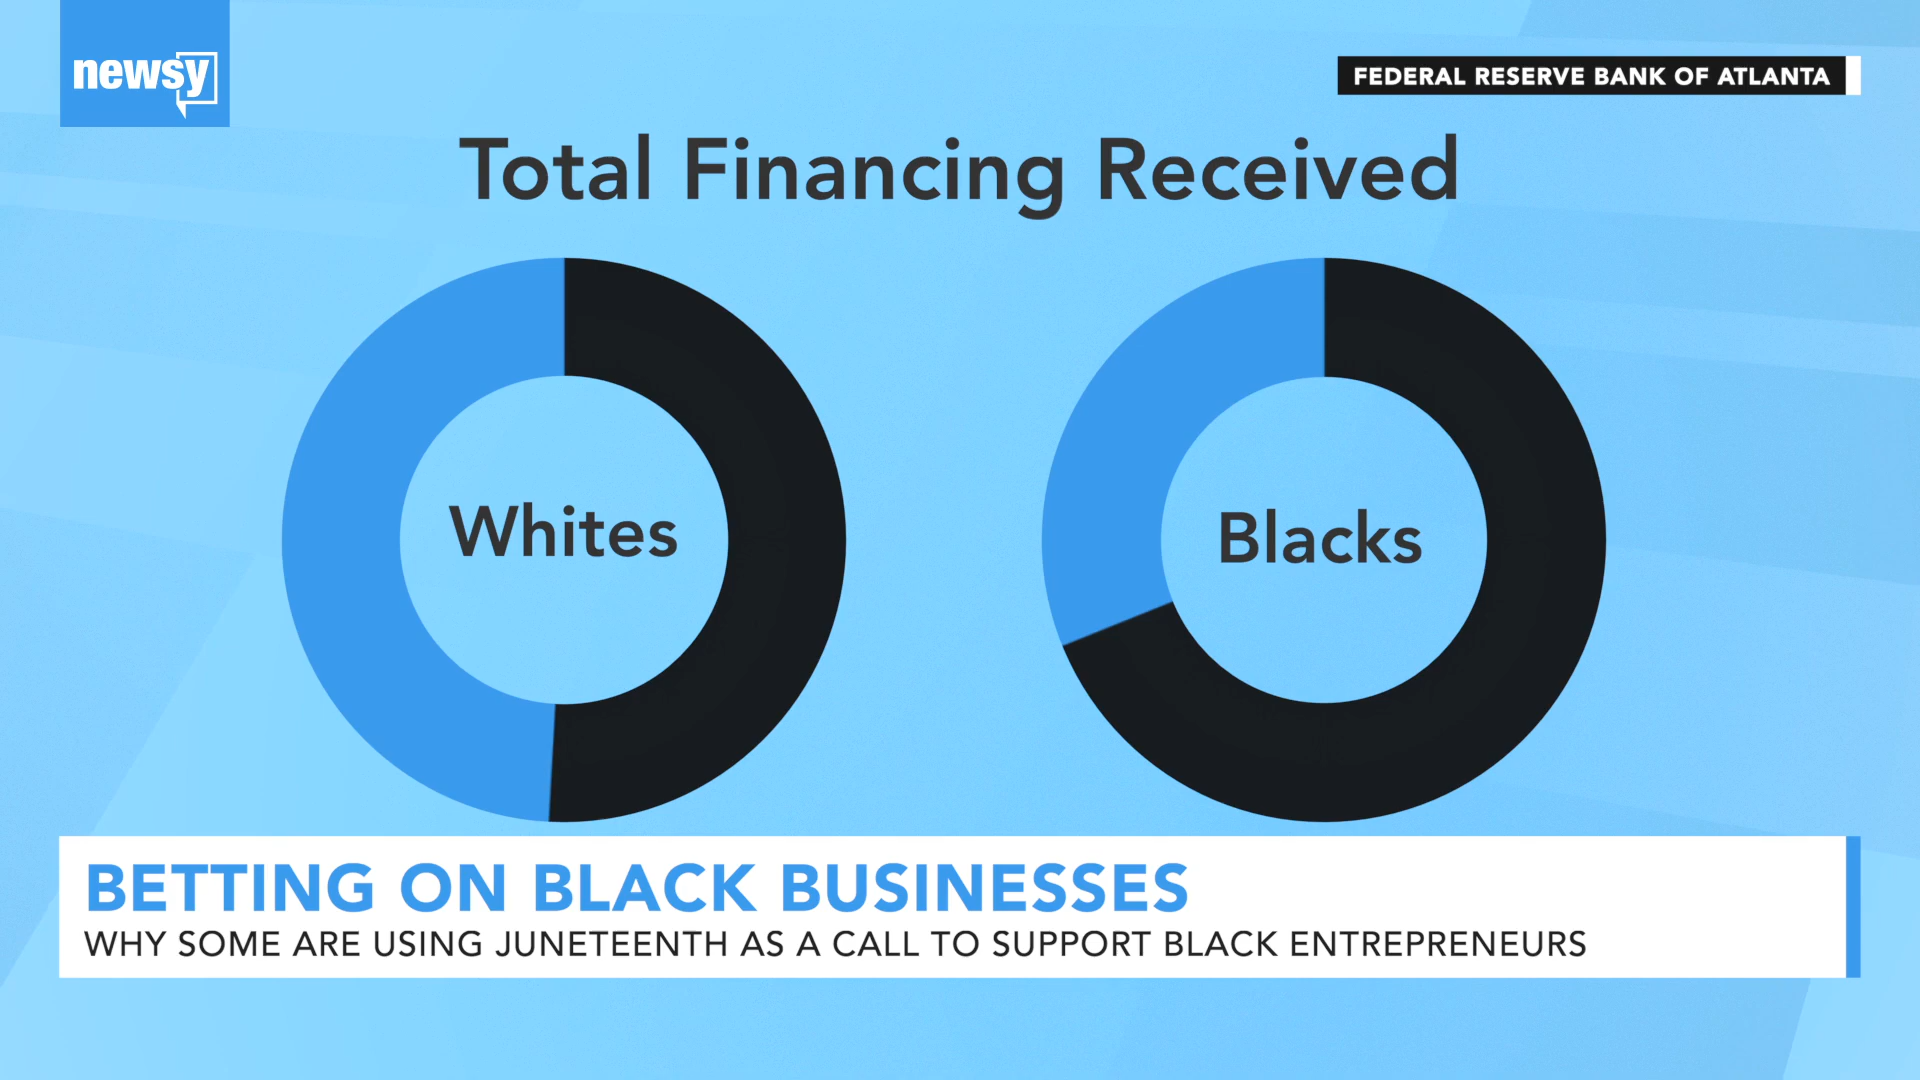 newsy
FEDERAL RESERVE BANK OF ATLANTA
Total Financing Received
Whites
Blacks
BETTING ON BLACK BUSINESSES
WHY SOME ARE USING JUNETEENTH AS A CALL TO SUPPORT BLACK ENTREPRENEURS